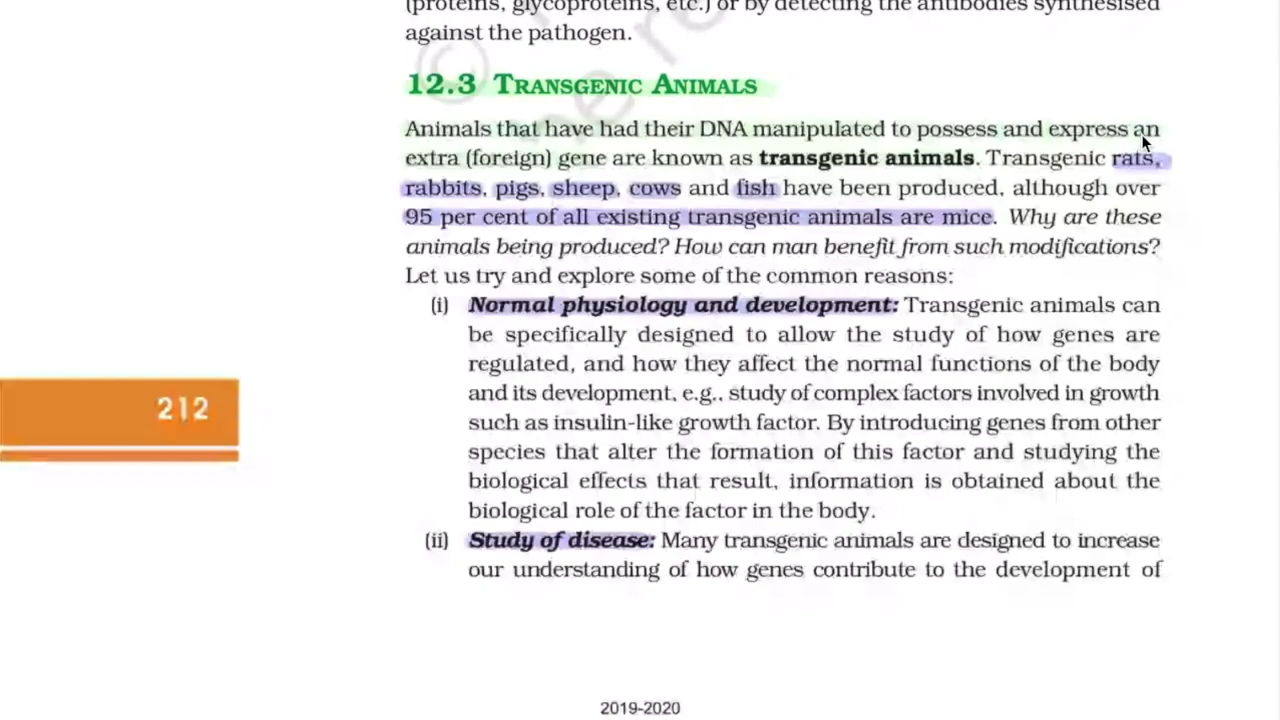 (proteins, glycoproteins, etc.) or by detecting the antibodies synthesised
against the pathogen.
12.3 TRANSGENIC ANIMALS
Animals that have had their DNA manipulated to possess and express an
extra (foreign) gene are known as transgenic animals. Transgenic rats,
rabbits, pigs, sheep, cows and fish have been produced, although over
95 per cent of all existing transgenic animals are mice. Why are these
animals being produced? How can man benefit from such modifications?
Let us try and explore some of the common reasons:
(i) Normal physiology and development: Transgenic animals can
be specifically designed to allow the study of how genes are
regulated, and how they affect the normal functions of the body
and its development, e.g., study of complex factors involved in growth
such as insulin-like growth factor. By introducing genes from other
species that alter the formation of this factor and studying the
biological effects that result, information is obtained about the
biological role of the factor in the body.
212
(ii) Study of disease: Many transgenic animals are designed to increase
our understanding of how genes contribute to the development of
2019-2020